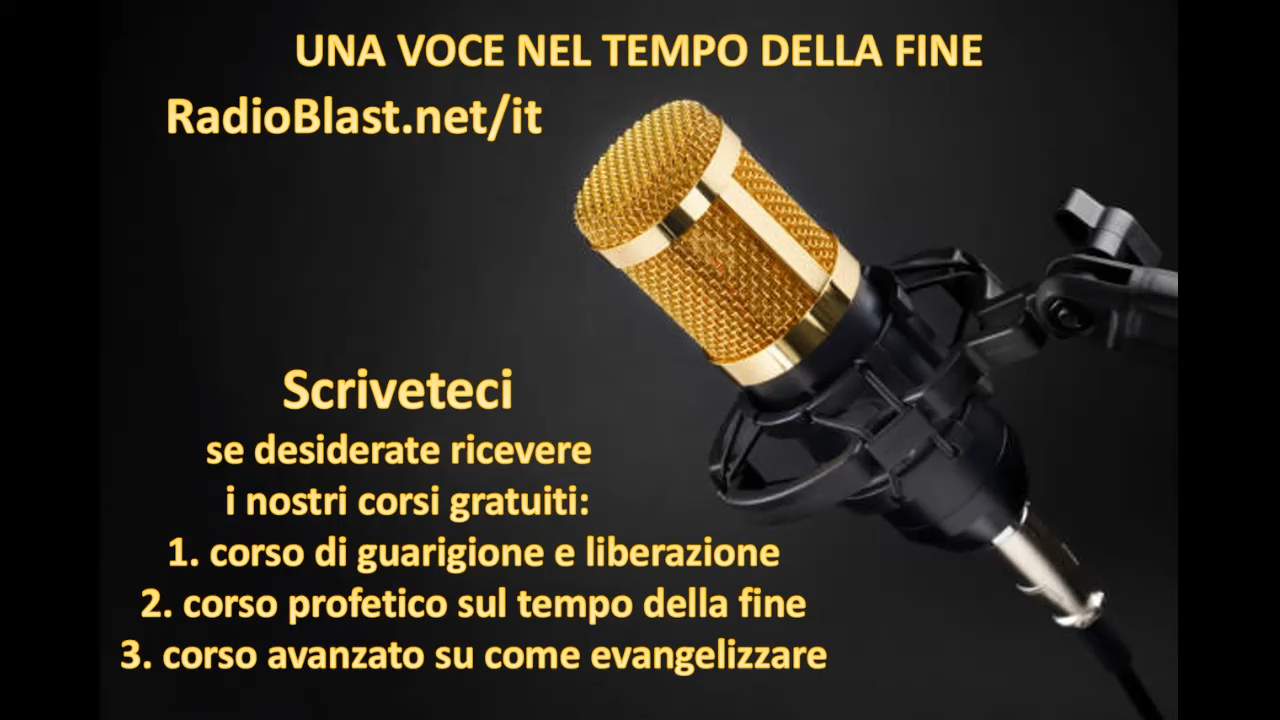 UNA VOCE NEL TEMPO DELLA FINE
RadioBlast.net/it
Scriveteci
se desiderate ricevere
i nostri corsi gratuiti:
1. corso di guarigione e liberazione
2. corso profetico sul tempo della fine
3. corso avanzato su come evangelizzare